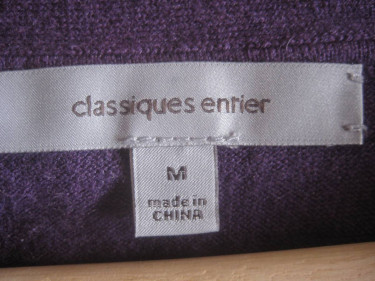 classiques entier
M
made in
CHINA